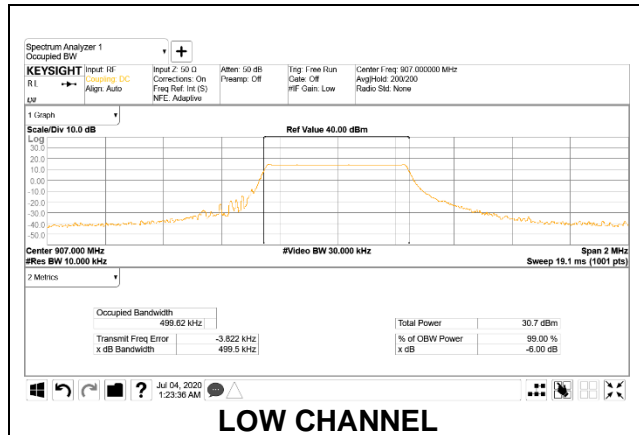 Spectrum Analyzer 1
Occupied BW
+
KEYSIGHT Input: RF Input Z: 50 Ω Atten: 50 dB Trig: Free Run Center Freq: 907.000000 MHz
R L Coupling: DC Corrections: On Preamp: Off Gate: Off Avg|Hold: 200/200
Align: Auto Freq Ref: Int (S) #IF Gain: Low Radio Std: None
NFE: Adaptive
1 Graph
Scale/Div 10.0 dB Ref Value 40.00 dBm
Log
30.0
20.0
10.0
0.00
-10.0
-20.0
-30.0
-40.0
-50.0
Center 907.000 MHz #Video BW 30.000 kHz Span 2 MHz
#Res BW 10.000 kHz Sweep 19.1 ms (1001 pts)
2 Metrics
Occupied Bandwidth
499.62 kHz Total Power 30.7 dBm
Transmit Freq Error -3.822 kHz % of OBW Power 99.00 %
x dB Bandwidth 499.5 kHz x dB -6.00 dB
? Jul 04, 2020
1:23:36 AM
LOW CHANNEL